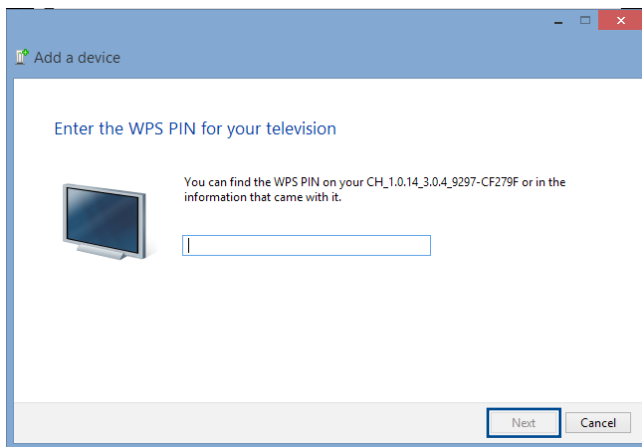 Add a device
Enter the WPS PIN for your television
You can find the WPS PIN on your CH_1.0.14_3.0.4_9297-CF279F or in the
information that came with it.
Next
Cancel